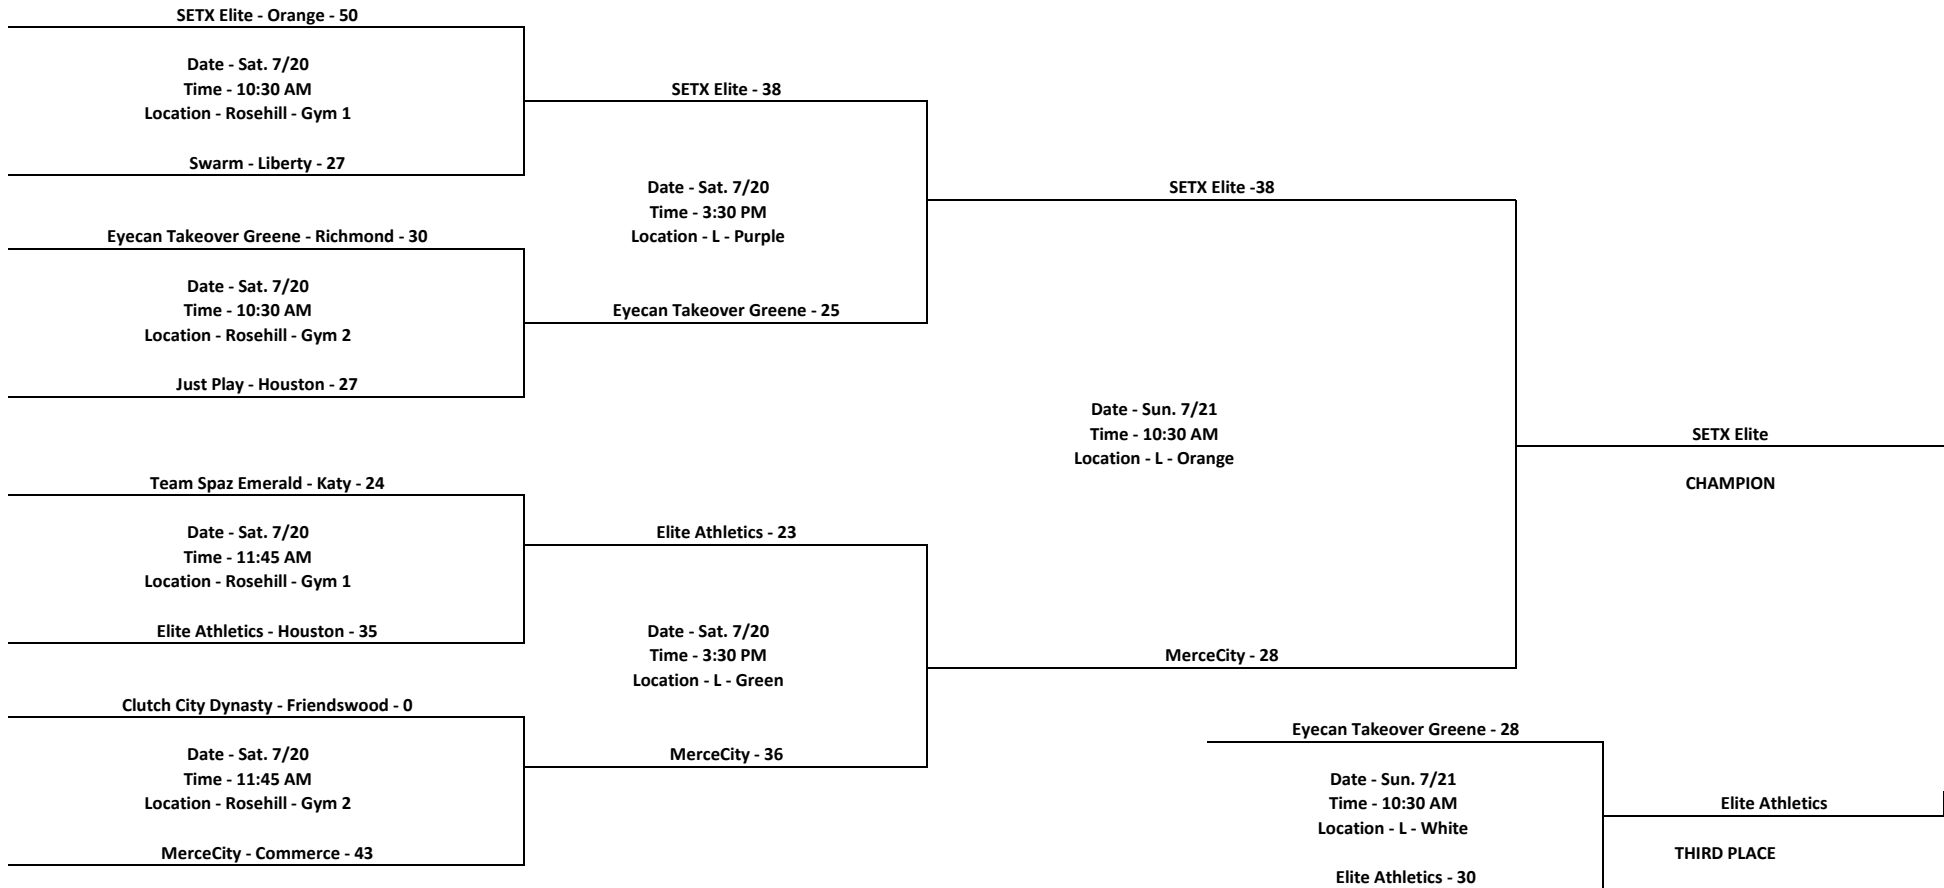 SETX Elite - Orange - 50
Date - Sat. 7/20
Time - 10:30 AM
Location - Rosehill - Gym 1
Swarm - Liberty - 27
Eyecan Takeover Greene - Richmond - 30
Date - Sat. 7/20
Time - 10:30 AM
Location - Rosehill - Gym 2
Just Play - Houston - 27
Team Spaz Emerald - Katy - 24
Date - Sat. 7/20
Time - 11:45 AM
Location - Rosehill - Gym 1
Elite Athletics - Houston - 35
Clutch City Dynasty - Friendswood - 0
Date - Sat. 7/20
Time - 11:45 AM
Location - Rosehill - Gym 2
MerceCity - Commerce - 43
SETX Elite - 38
Date - Sat. 7/20
Time - 3:30 PM
Location - L - Purple
Eyecan Takeover Greene - 25
Elite Athletics - 23
Date - Sat. 7/20
Time - 3:30 PM
Location - L - Green
MerceCity - 36
SETX Elite -38
Date - Sun. 7/21
Time - 10:30 AM
Location - L - Orange
MerceCity - 28
SETX Elite
CHAMPION
Eyecan Takeover Greene - 28
Date - Sun. 7/21
Time - 10:30 AM
Location - L - White
Elite Athletics - 30
Elite Athletics
THIRD PLACE